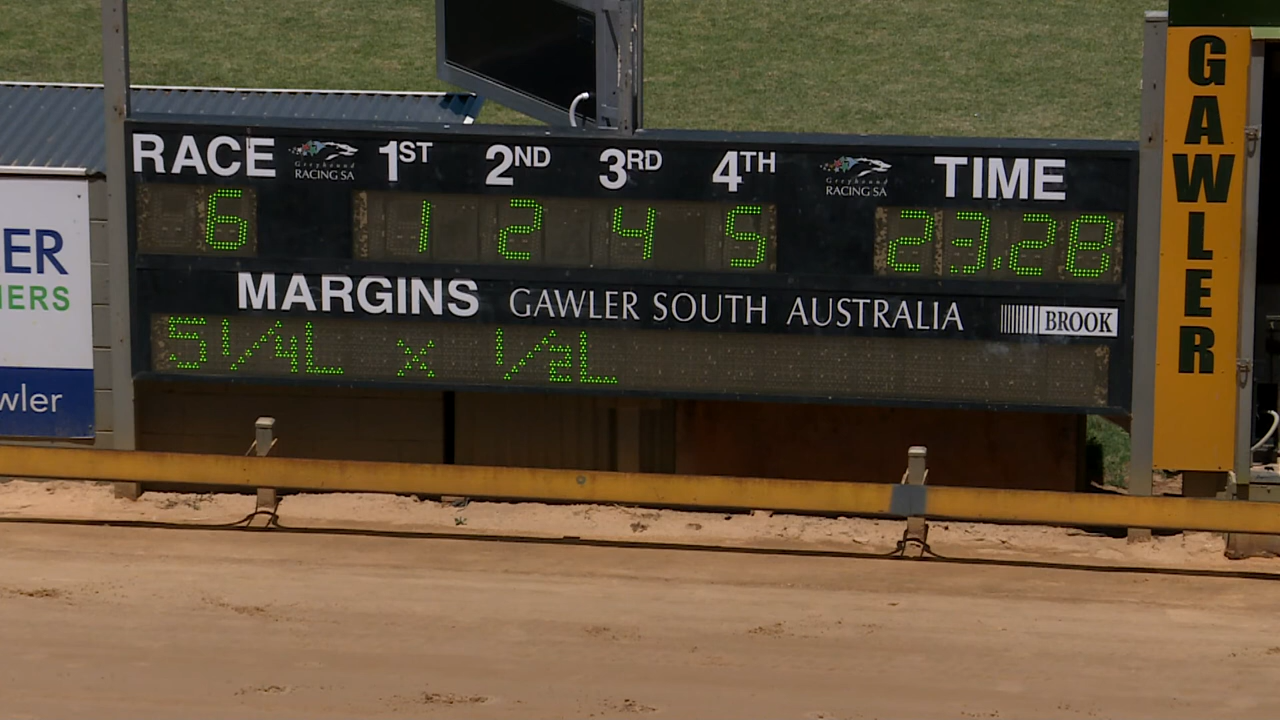 RACE Greyhound RACING SA 1ST 2ND 3RD 4TH Greyhound RACING SA TIME
6 1 2 4 5 23.28
MARGINS GAWLER SOUTH AUSTRALIA BROOK
5 1/4L x 1/2L
GAWLER
ER
NERS
wler